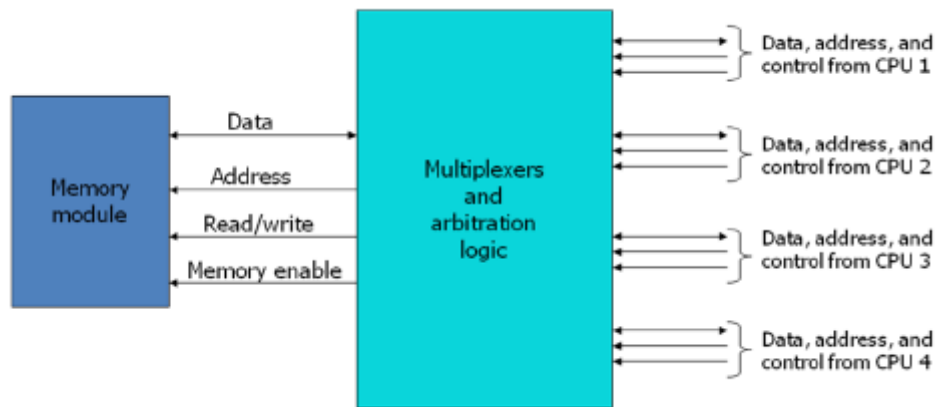 Memory
module
Data
Address
Read/write
Memory enable
Multiplexers
and
arbitration
logic
Data, address, and
control from CPU 1
Data, address, and
control from CPU 2
Data, address, and
control from CPU 3
Data, address, and
control from CPU 4